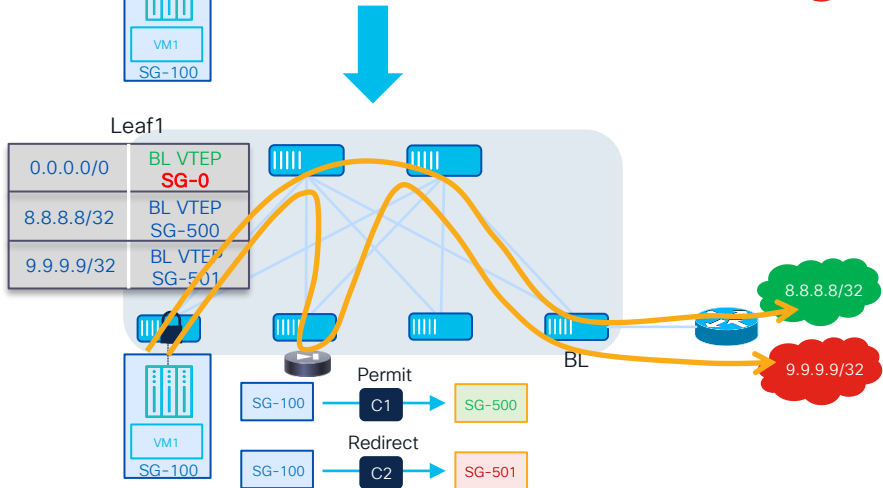 VM1
SG-100
Leaf1
0.0.0.0/0
BL VTEP
SG-0
8.8.8.8/32
BL VTEP
SG-500
9.9.9.9/32
BL VTEP
SG-501
8.8.8.8/32
9.9.9.9/32
BL
VM1
SG-100
Permit
SG-100
C1
SG-500
Redirect
SG-100
C2
SG-501